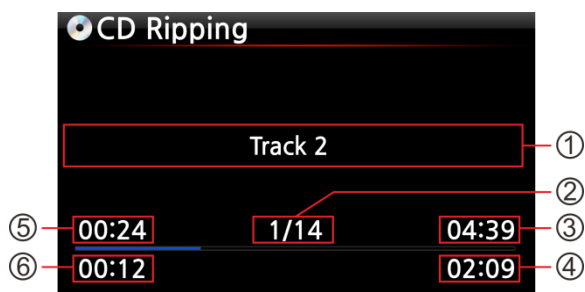 CD Ripping
Track 2
①
②
⑤ 00:24 1/14 04:39 ③
⑥ 00:12 02:09 ④